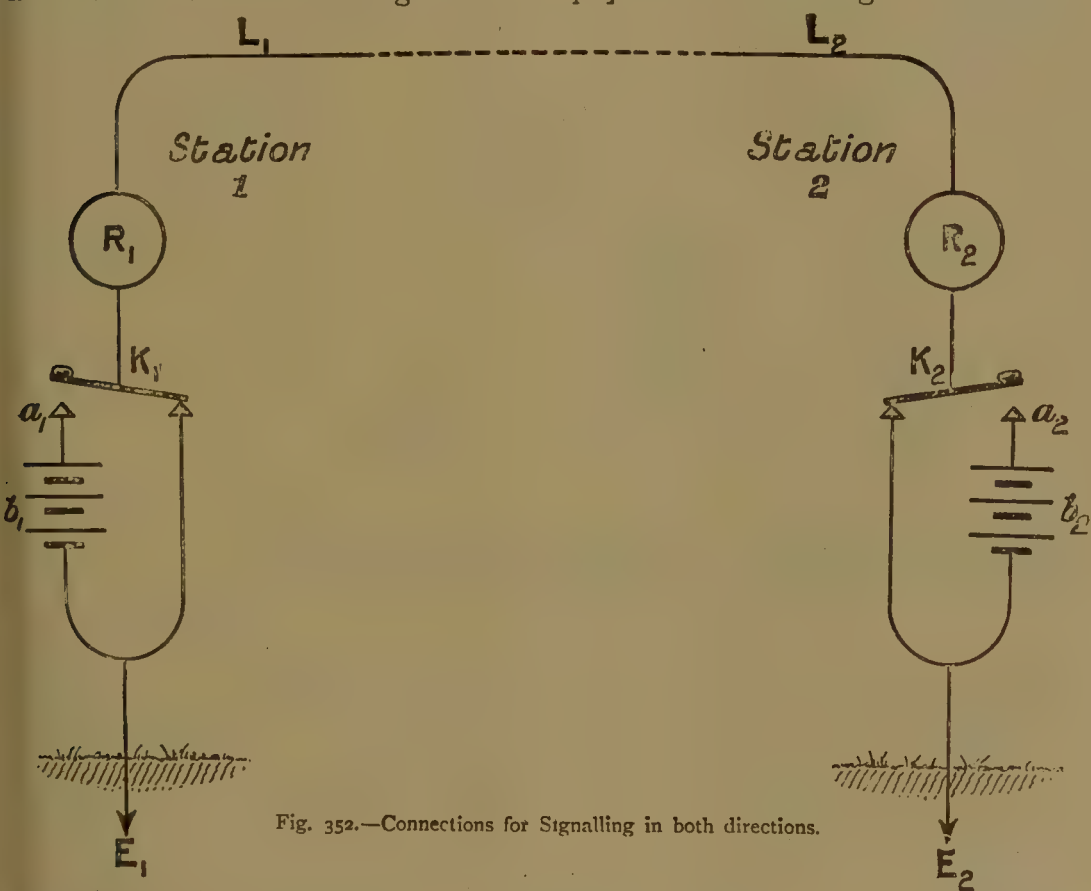 L₁ L₂
Station 1
Station 2
R₁ R₂
K₁ K₂
a₁ a₂
b₁ b₂
Fig. 352.—Connections for Signalling in both directions.
E₁ E₂